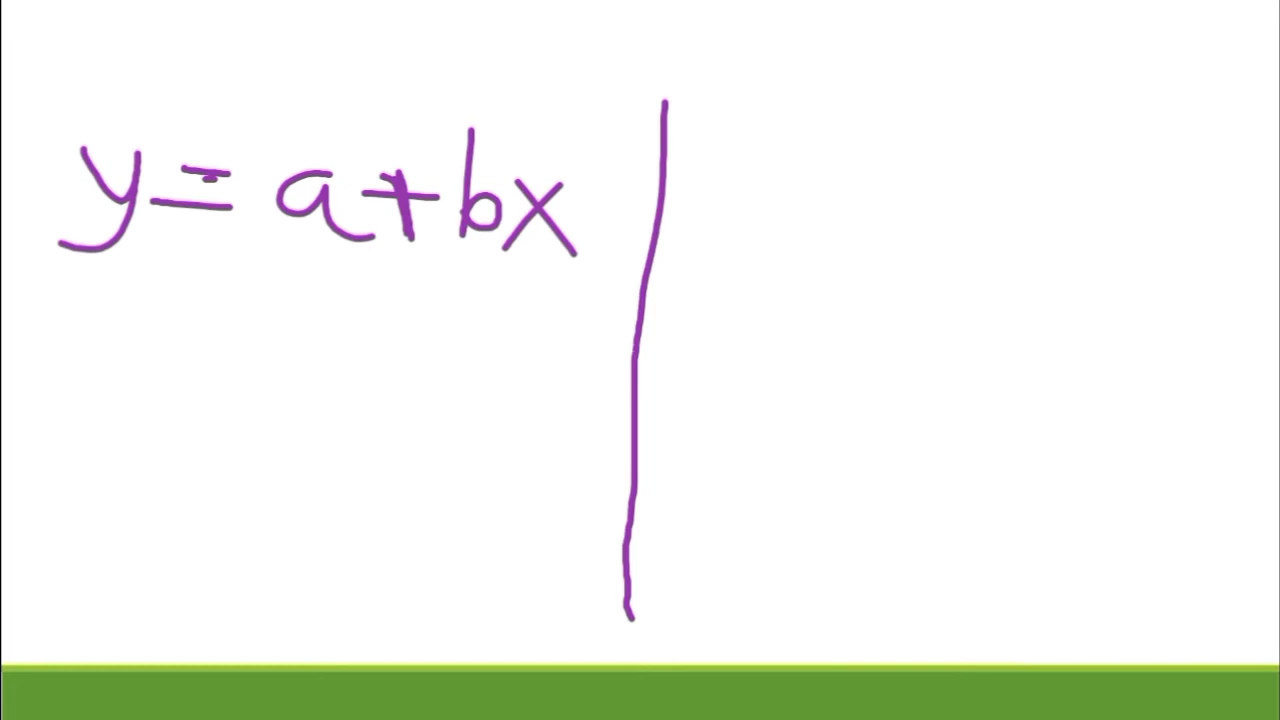 y = a + bx